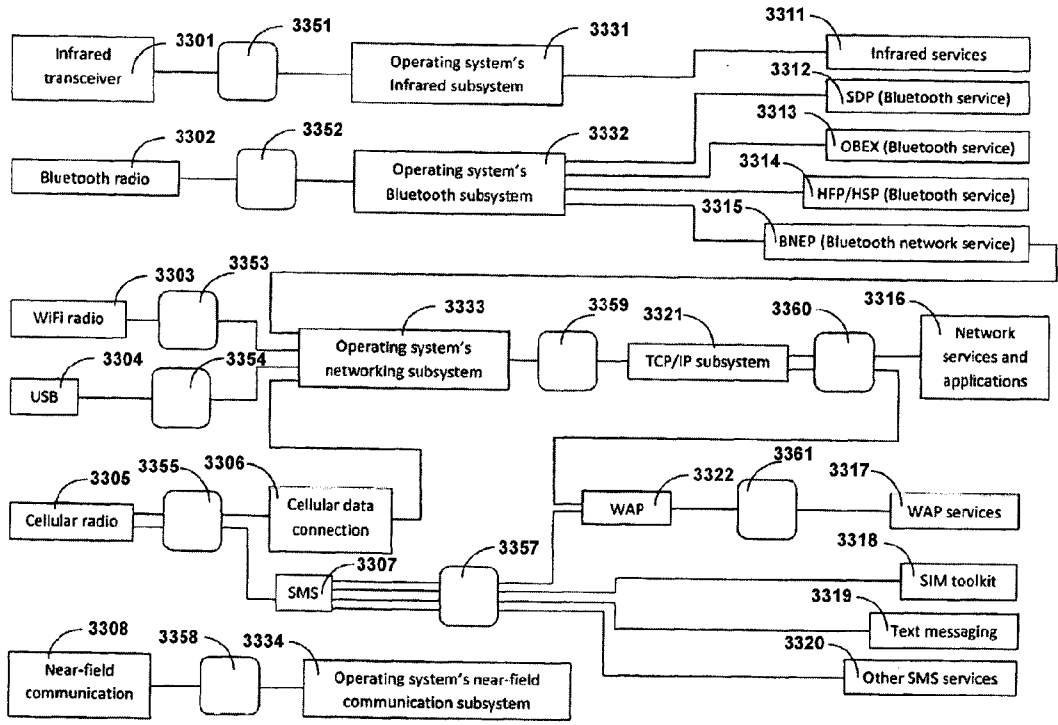 3301
3351
3331
3311
Infrared
transceiver
Operating system's
Infrared subsystem
Infrared services
3312
SDP (Bluetooth service)
3302
3352
3332
3313
Bluetooth radio
Operating system's
Bluetooth subsystem
OBEX (Bluetooth service)
3314
HFP/HSP (Bluetooth service)
3315
BNEP (Bluetooth network service)
3303
3353
3333
3359
3321
3360
3316
WiFi radio
Operating system's
networking subsystem
TCP/IP subsystem
Network
services and
applications
3304
3354
USB
3305
3355
3306
3322
3361
3317
Cellular radio
Cellular data
connection
WAP
WAP services
3307
3357
3318
SMS
SIM toolkit
3319
Text messaging
3308
3358
3334
3320
Near-field
communication
Operating system's near-field
communication subsystem
Other SMS services